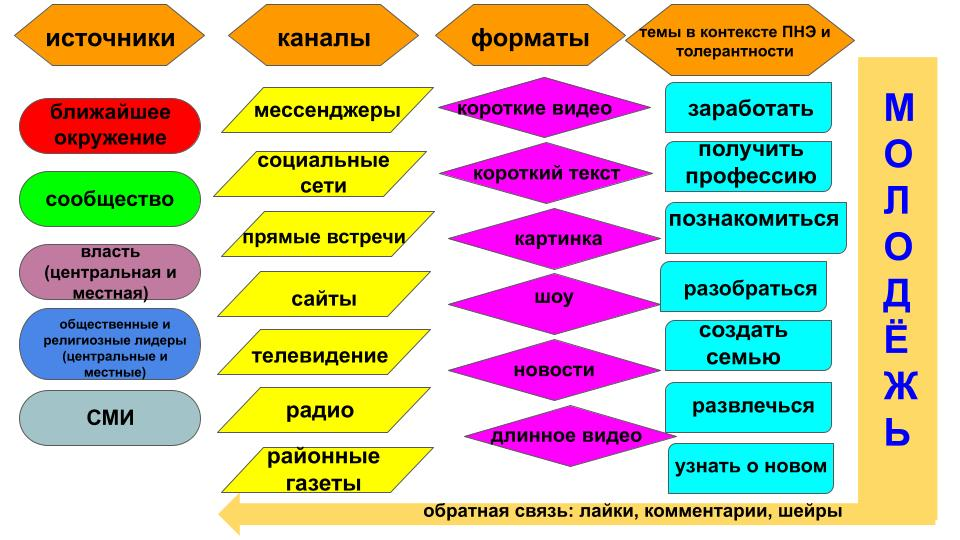 источники
каналы
форматы
темы в контексте ПНЭ и
толерантности
ближайшее
окружение
сообщество
власть
(центральная и
местная)
общественные и
религиозные лидеры
(центральные и
местные)
СМИ
мессенджеры
социальные
сети
прямые встречи
сайты
телевидение
радио
районные
газеты
короткие видео
короткий текст
картинка
шоу
новости
длинное видео
заработать
получить
профессию
познакомиться
разобраться
создать
семью
развлечься
узнать о новом
М
О
Л
О
Д
Ё
Ж
Ь
обратная связь: лайки, комментарии, шейры